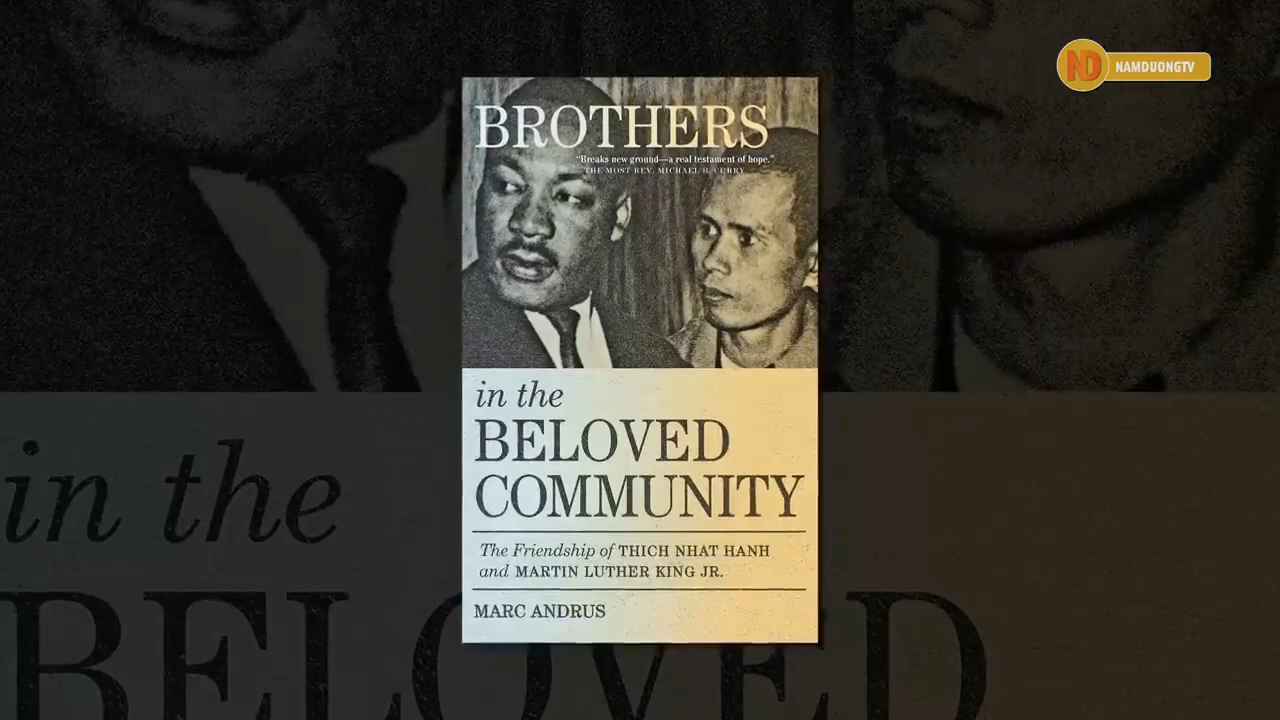 ND NAMDUONGTV
BROTHERS
"Breaks new ground—a real testament of hope."
THE MOST REV. MICHAEL B. CURRY
in the
BELOVED
COMMUNITY
The Friendship of THICH NHAT HANH
and MARTIN LUTHER KING JR.
MARC ANDRUS
in the
BELOVED